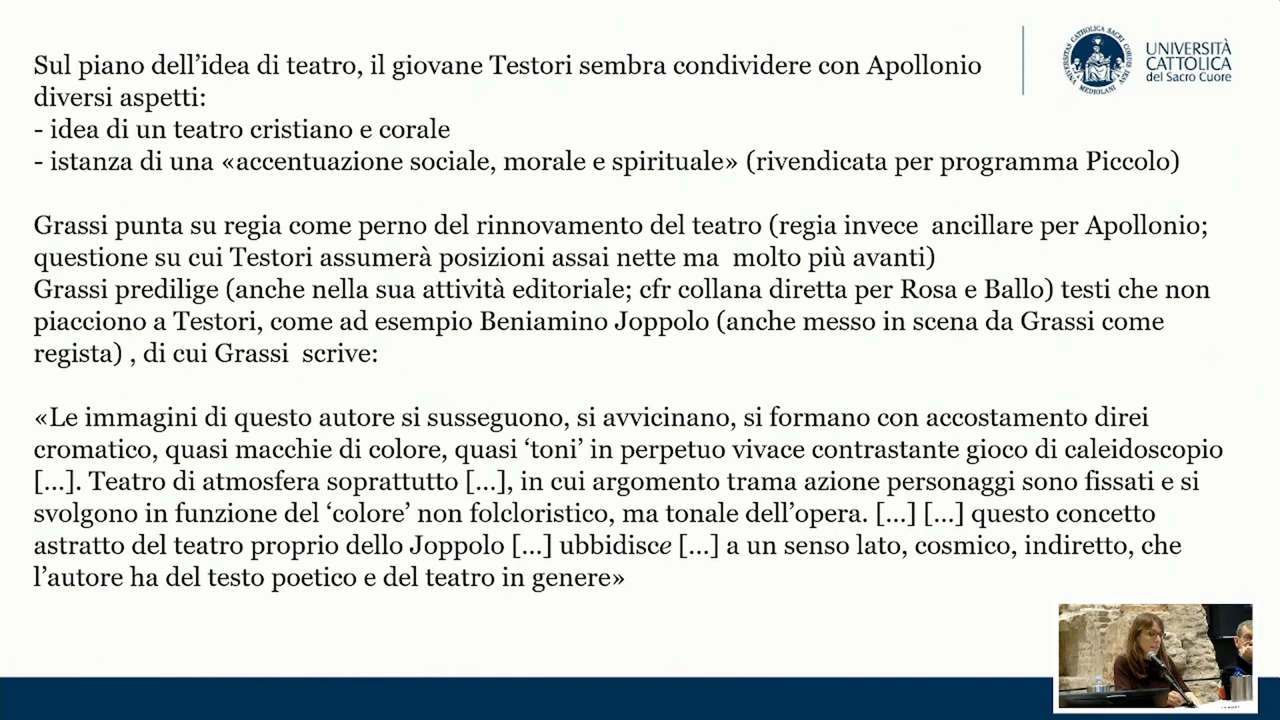 Sul piano dell’idea di teatro, il giovane Testori sembra condividere con Apollonio
diversi aspetti:
- idea di un teatro cristiano e corale
- istanza di una «accentuazione sociale, morale e spirituale» (rivendicata per programma Piccolo)
Grassi punta su regia come perno del rinnovamento del teatro (regia invece  ancillare per Apollonio;
questione su cui Testori assumerà posizioni assai nette ma  molto più avanti)
Grassi predilige (anche nella sua attività editoriale; cfr collana diretta per Rosa e Ballo) testi che non
piacciono a Testori, come ad esempio Beniamino Joppolo (anche messo in scena da Grassi come
regista) , di cui Grassi  scrive:
«Le immagini di questo autore si susseguono, si avvicinano, si formano con accostamento direi
cromatico, quasi macchie di colore, quasi ‘toni’ in perpetuo vivace contrastante gioco di caleidoscopio
[…]. Teatro di atmosfera soprattutto […], in cui argomento trama azione personaggi sono fissati e si
svolgono in funzione del ‘colore’ non folcloristico, ma tonale dell’opera. […] […] questo concetto
astratto del teatro proprio dello Joppolo […] ubbidisce […] a un senso lato, cosmico, indiretto, che
l’autore ha del testo poetico e del teatro in genere»
UNIVERSITÀ
CATTOLICA
del Sacro Cuore